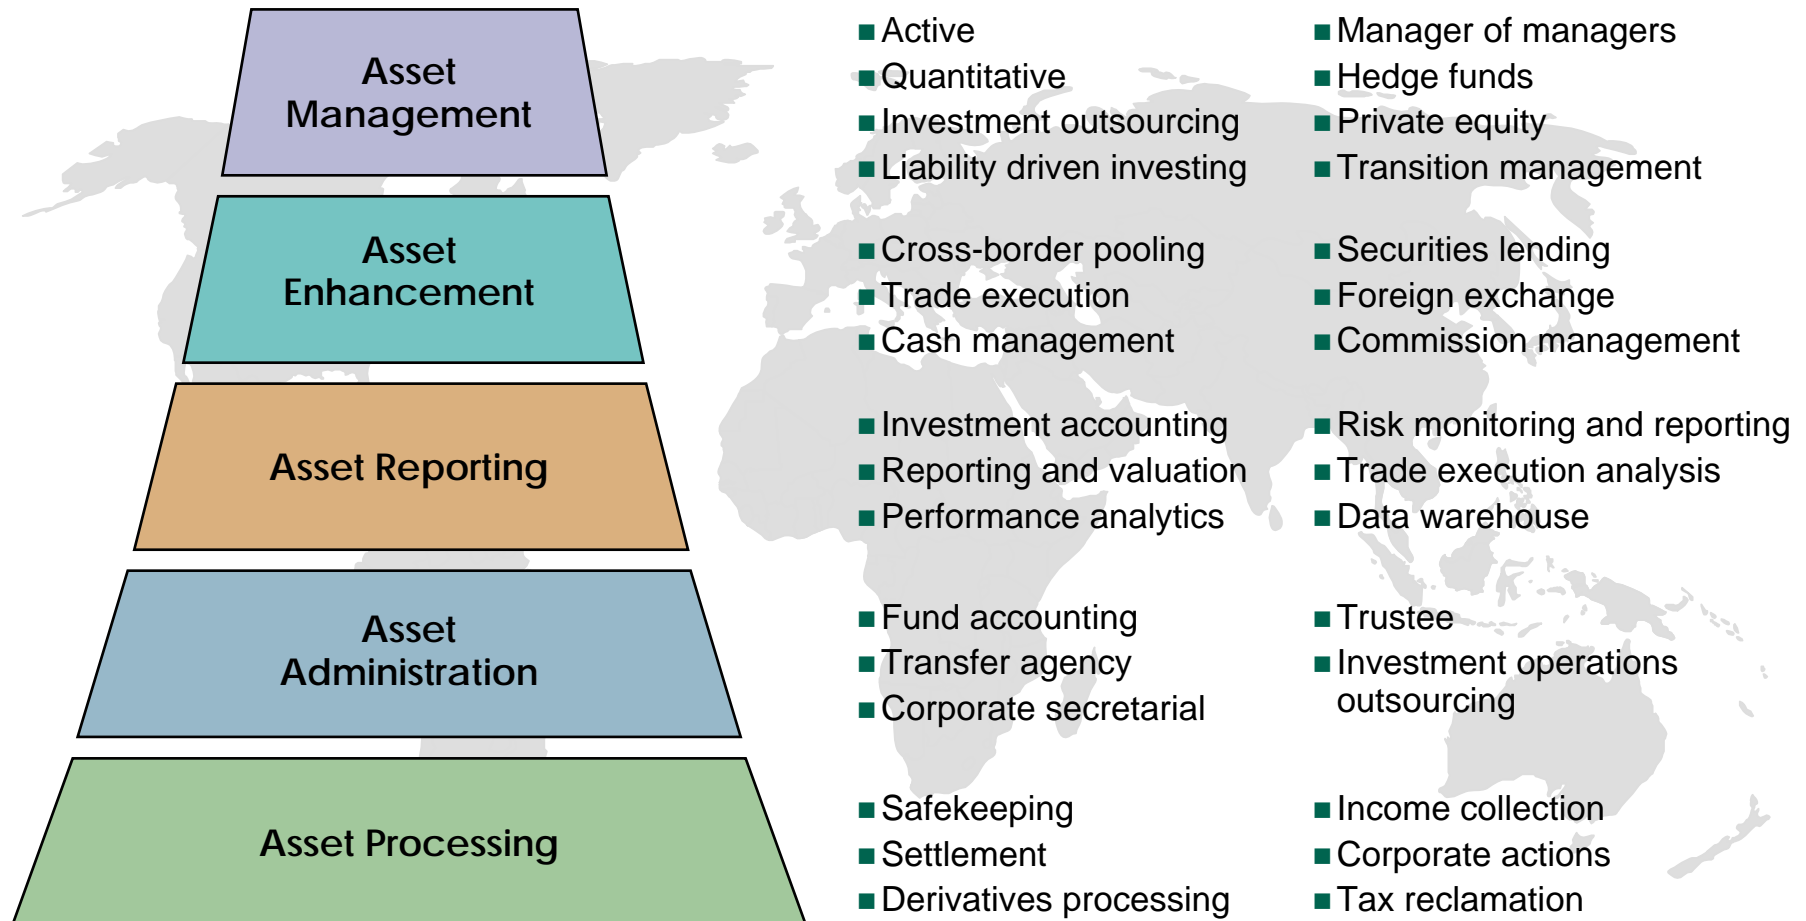 Asset
Management
■ Active
■ Quantitative
■ Investment outsourcing
■ Liability driven investing
■ Manager of managers
■ Hedge funds
■ Private equity
■ Transition management
Asset
Enhancement
■ Cross-border pooling
■ Trade execution
■ Cash management
■ Securities lending
■ Foreign exchange
■ Commission management
Asset Reporting
■ Investment accounting
■ Reporting and valuation
■ Performance analytics
■ Risk monitoring and reporting
■ Trade execution analysis
■ Data warehouse
Asset
Administration
■ Fund accounting
■ Transfer agency
■ Corporate secretarial
■ Trustee
■ Investment operations
outsourcing
Asset Processing
■ Safekeeping
■ Settlement
■ Derivatives processing
■ Income collection
■ Corporate actions
■ Tax reclamation